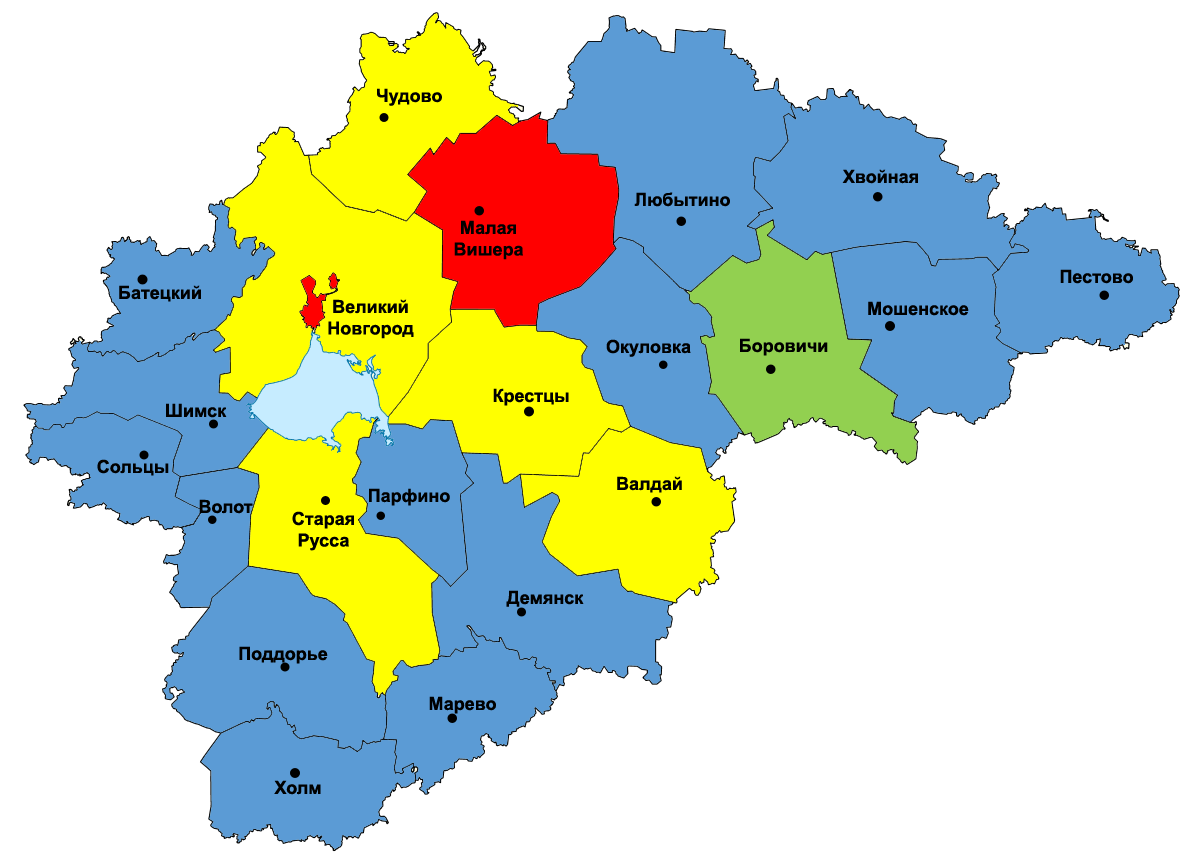 Чудово
Хвойная
Любытино
Малая
Вишера
Пестово
Батецкий
Великий
Новгород
Мошенское
Окуловка
Боровичи
Крестцы
Шимск
Сольцы
Валдай
Парфино
Волот
Старая
Русса
Демянск
Поддорье
Марево
Холм